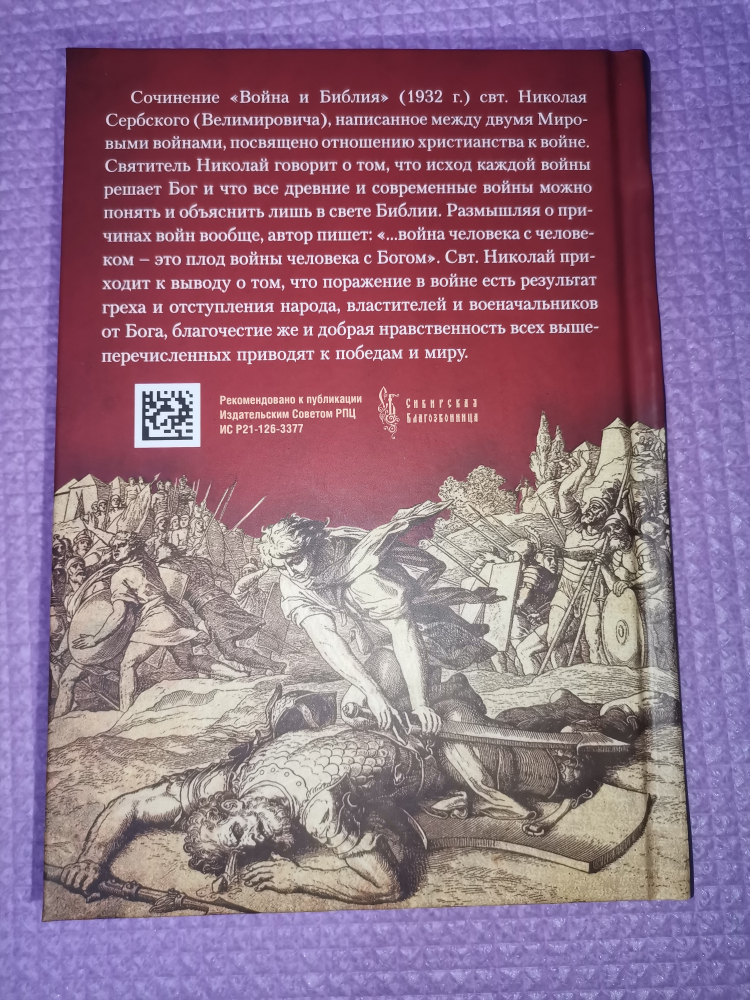 Сочинение «Война и Библия» (1932 г.) свт. Николая
Сербского (Велимировича), написанное между двумя Миро-
выми войнами, посвящено отношению христианства к войне.
Святитель Николай говорит о том, что исход каждой войны
решает Бог и что все древние и современные войны можно
понять и объяснить лишь в свете Библии. Размышляя о при-
чинах войн вообще, автор пишет: «...война человека с челове-
ком – это плод войны человека с Богом». Свт. Николай при-
ходит к выводу о том, что поражение в войне есть результат
греха и отступления народа, властителей и военачальников
от Бога, благочестие же и добрая нравственность всех выше-
перечисленных приводят к победам и миру.
Рекомендовано к публикации
Издательским Советом РПЦ
ИС Р21-126-3377
СБ
Сибирская
Благозвонница